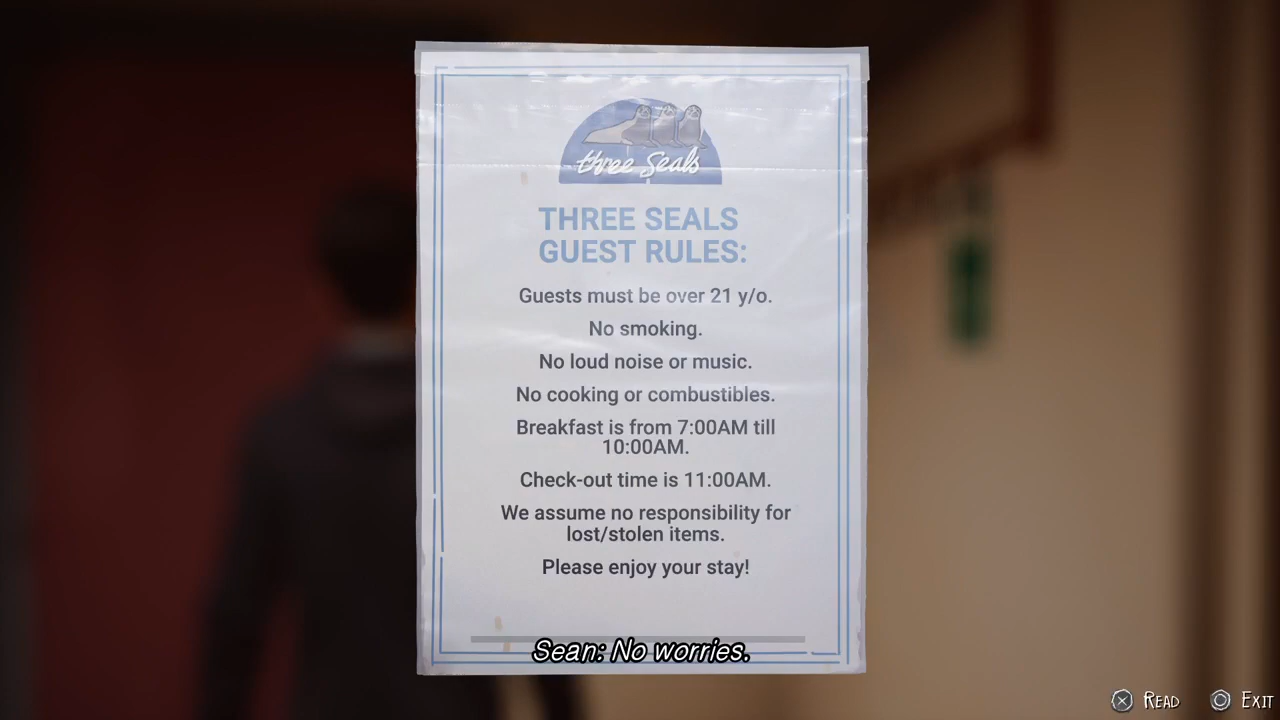 three Seals
THREE SEALS
GUEST RULES:
Guests must be over 21 y/o.
No smoking.
No loud noise or music.
No cooking or combustibles.
Breakfast is from 7:00AM till
10:00AM.
Check-out time is 11:00AM.
We assume no responsibility for
lost/stolen items.
Please enjoy your stay!
Sean: No worries.
READ EXIT